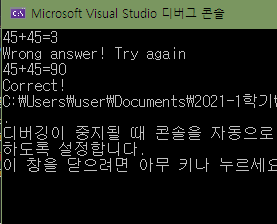 Microsoft Visual Studio 디버그 콘솔
45+45=3
Wrong answer! Try again
45+45=90
Correct!
C:₩Users₩user₩Documents₩2021-1학기₩
.
디버깅이 중지될 때 콘솔을 자동으로
하도록 설정합니다.
이 창을 닫으려면 아무 키나 누르세요